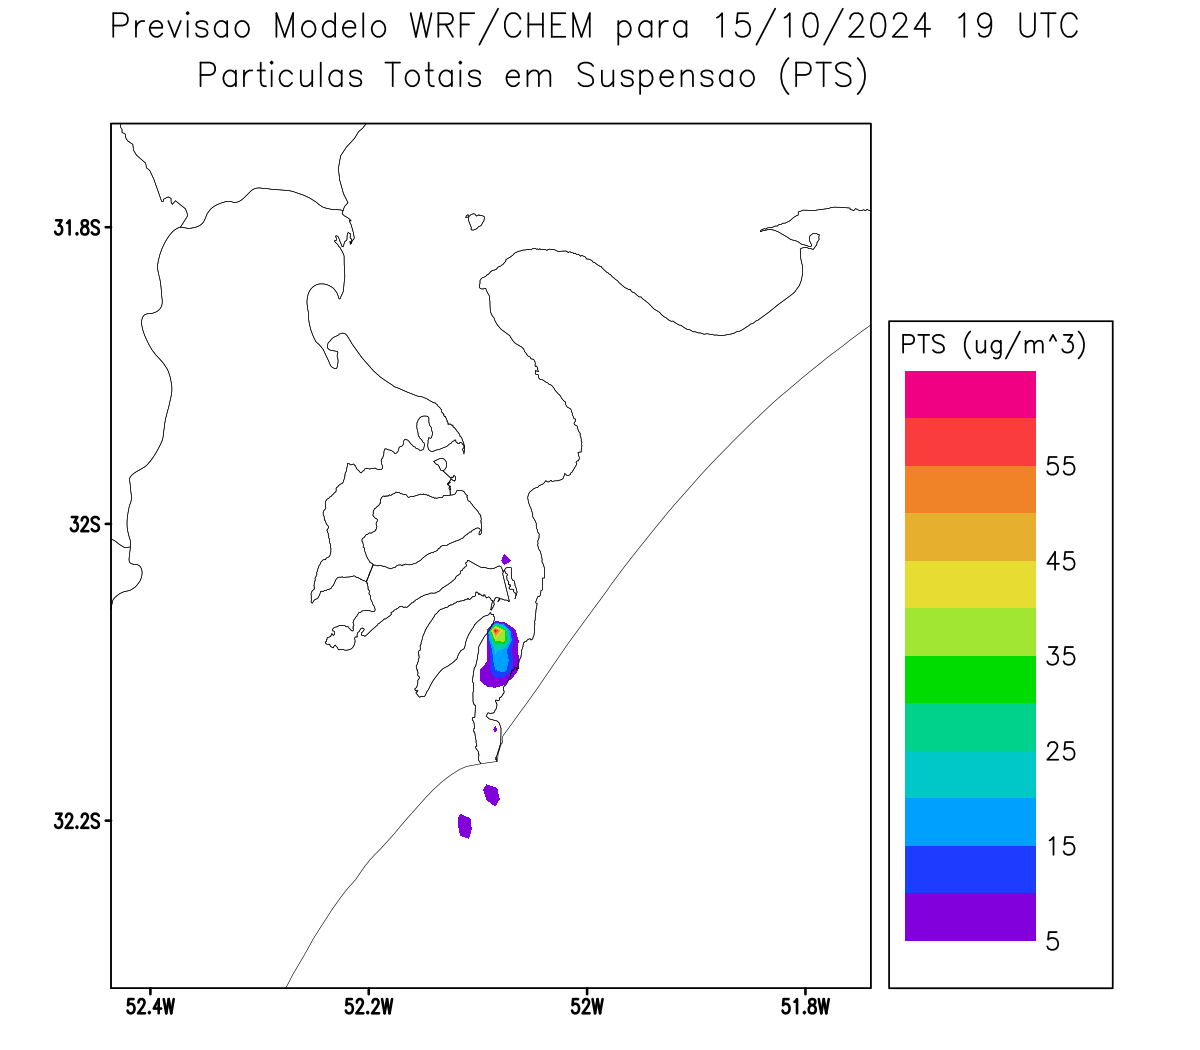 Previsao Modelo WRF/CHEM para 15/10/2024 19 UTC
Particulas Totais em Suspensao (PTS)
31.8S
32S
32.2S
52.4W
52.2W
52W
51.8W
PTS (ug/m^3)
55
45
35
25
15
5